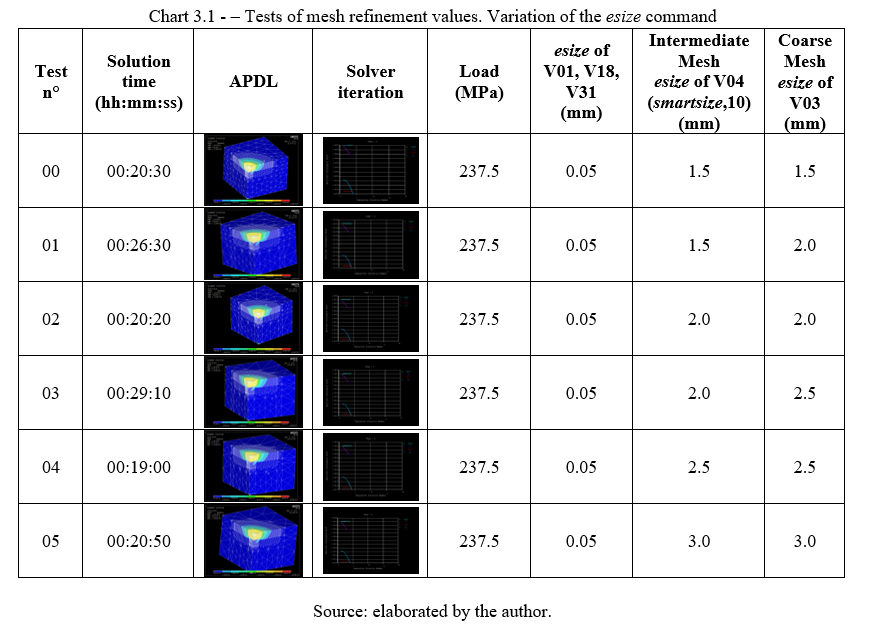 Chart 3.1 - – Tests of mesh refinement values. Variation of the esize command
Test
n°
Solution
time
(hh:mm:ss)
APDL
Solver
iteration
Load
(MPa)
esize of
V01, V18,
V31
(mm)
Intermediate
Mesh
esize of V04
(smartsize,10)
(mm)
Coarse
Mesh
esize of
V03
(mm)
00 00:20:30 237.5 0.05 1.5 1.5
01 00:26:30 237.5 0.05 1.5 2.0
02 00:20:20 237.5 0.05 2.0 2.0
03 00:29:10 237.5 0.05 2.0 2.5
04 00:19:00 237.5 0.05 2.5 2.5
05 00:20:50 237.5 0.05 3.0 3.0
Source: elaborated by the author.